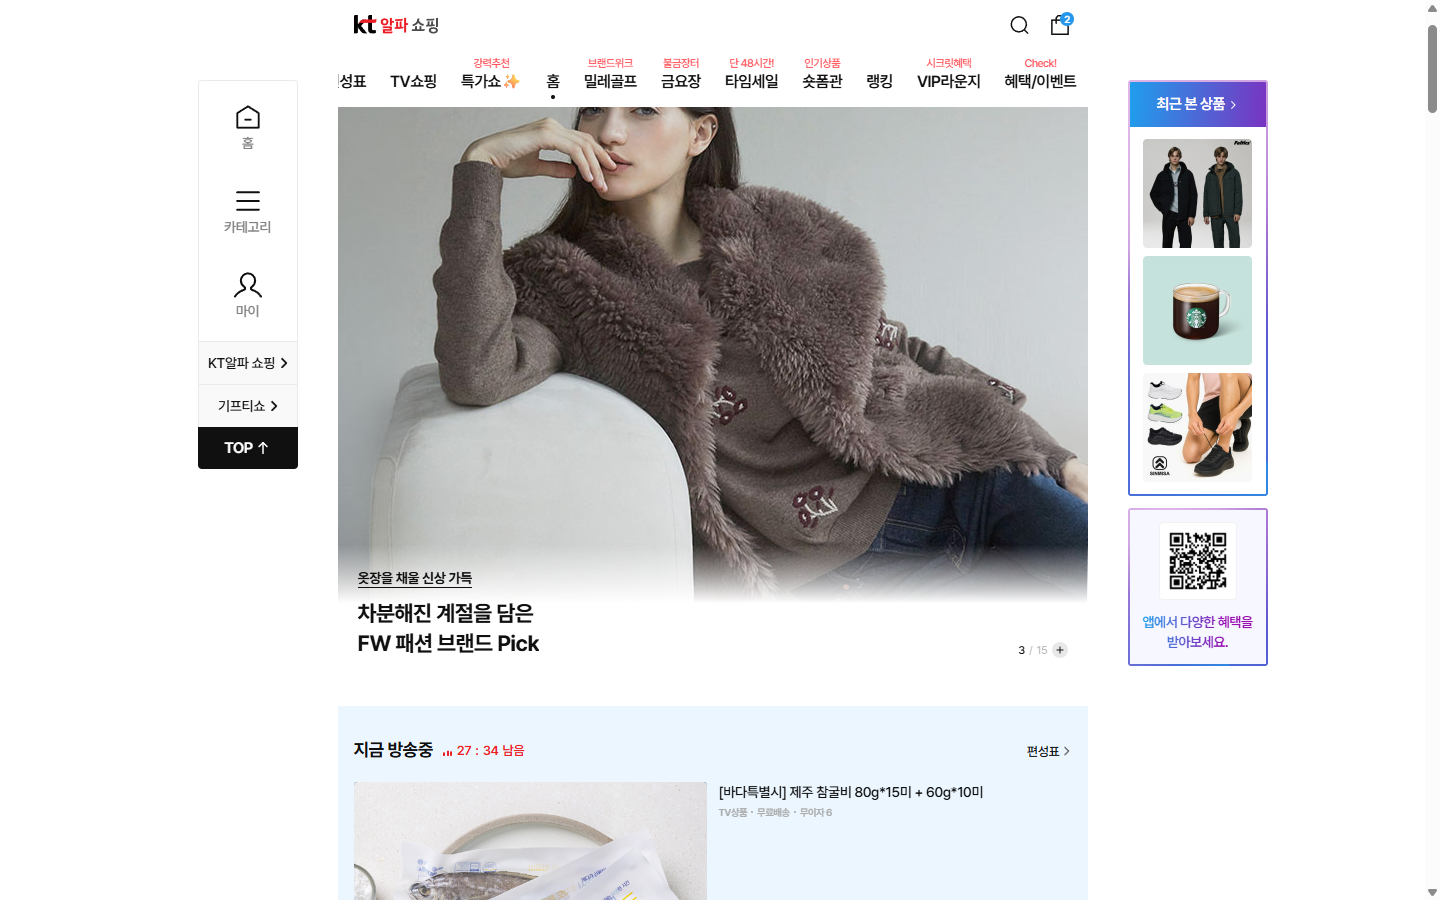 kt 알파 쇼핑
2
성표
TV쇼핑
강력추천
특가쇼✨
홈
브랜드위크
밀레골프
불금장터
금요장
단 48시간!
타임세일
인기상품
숏폼관
랭킹
시크릿혜택
VIP라운지
Check!
혜택/이벤트
홈
카테고리
마이
KT알파 쇼핑
기프티쇼
TOP ↑
옷장을 채울 신상 가득
차분해진 계절을 담은
FW 패션 브랜드 Pick
3 / 15 +
최근 본 상품
앱에서 다양한 혜택을
받아보세요.
지금 방송중
27 : 34 남음
편성표
[바다특별시] 제주 참굴비 80g*15미 + 60g*10미
TV상품 · 무료배송 · 무이자 6